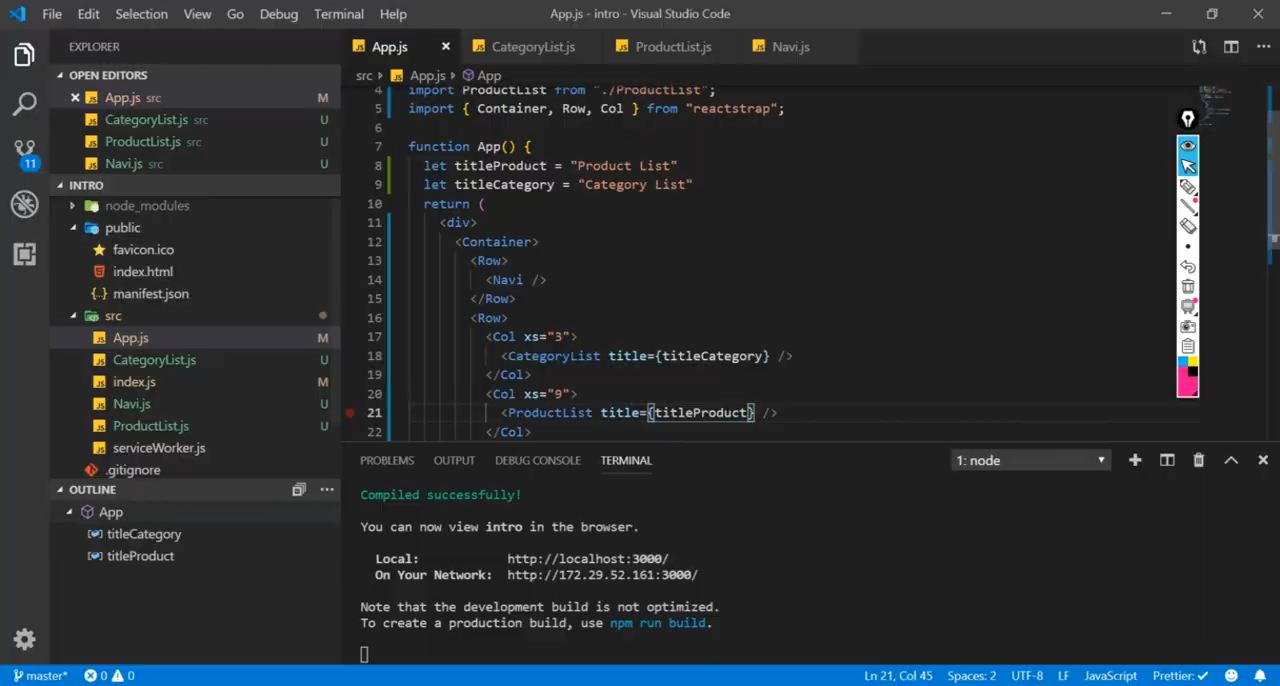 File Edit Selection View Go Debug Terminal Help
App.js - intro - Visual Studio Code
EXPLORER
OPEN EDITORS
App.js src M
CategoryList.js src U
ProductList.js src U
Navi.js src U
INTRO
node_modules
public
favicon.ico
index.html
manifest.json
src
App.js M
CategoryList.js U
index.js M
Navi.js U
ProductList.js U
serviceWorker.js
.gitignore
OUTLINE
App
titleCategory
titleProduct
11
App.js CategoryList.js ProductList.js Navi.js
src App.js App
4 import ProductList from "./ProductList";
5 import { Container, Row, Col } from "reactstrap";
6
7 function App() {
8 let titleProduct = "Product List"
9 let titleCategory = "Category List"
10 return (
11 <div>
12 <Container>
13 <Row>
14 <Navi />
15 </Row>
16 <Row>
17 <Col xs="3">
18 <CategoryList title={titleCategory} />
19 </Col>
20 <Col xs="9">
21 <ProductList title={titleProduct} />
22 </Col>
PROBLEMS OUTPUT DEBUG CONSOLE TERMINAL 1: node
Compiled successfully!
You can now view intro in the browser.
Local: http://localhost:3000/
On Your Network: http://172.29.52.161:3000/
Note that the development build is not optimized.
To create a production build, use npm run build.
master* 0 0 Ln 21, Col 45 Spaces: 2 UTF-8 LF JavaScript Prettier: ✓